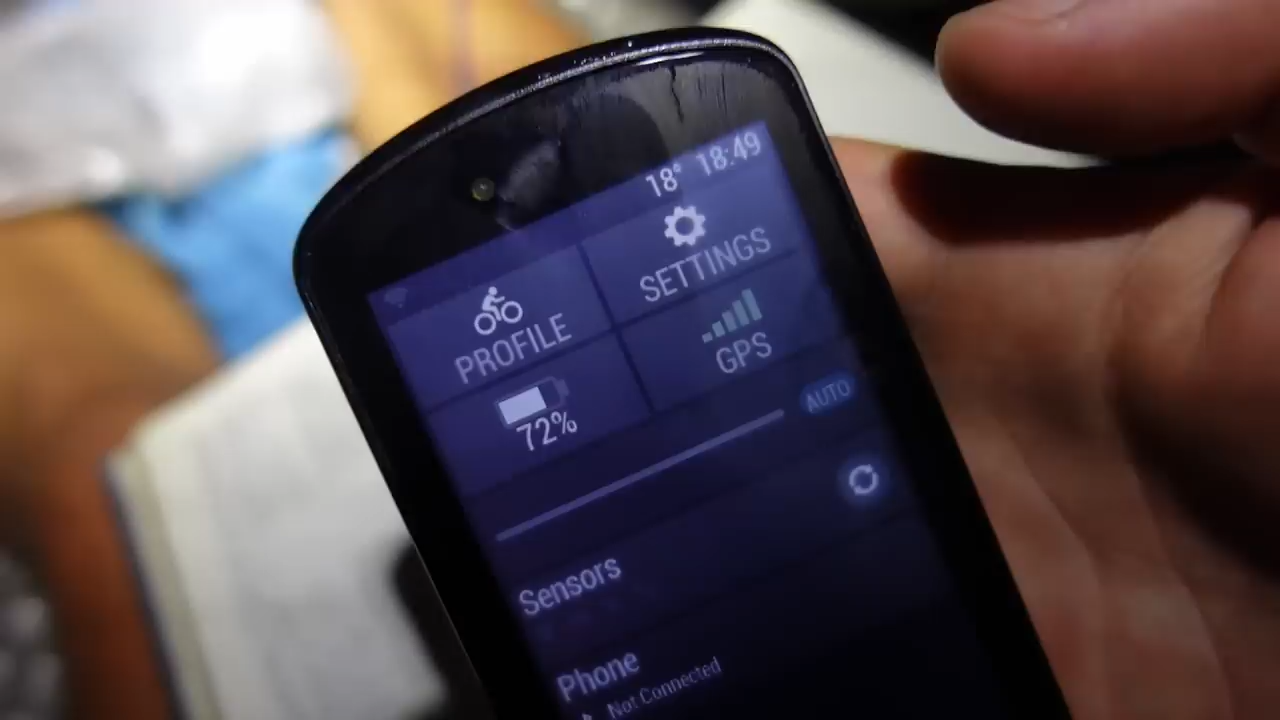 18° 18:49
PROFILE
SETTINGS
72%
GPS
AUTO
Sensors
Phone
Not Connected